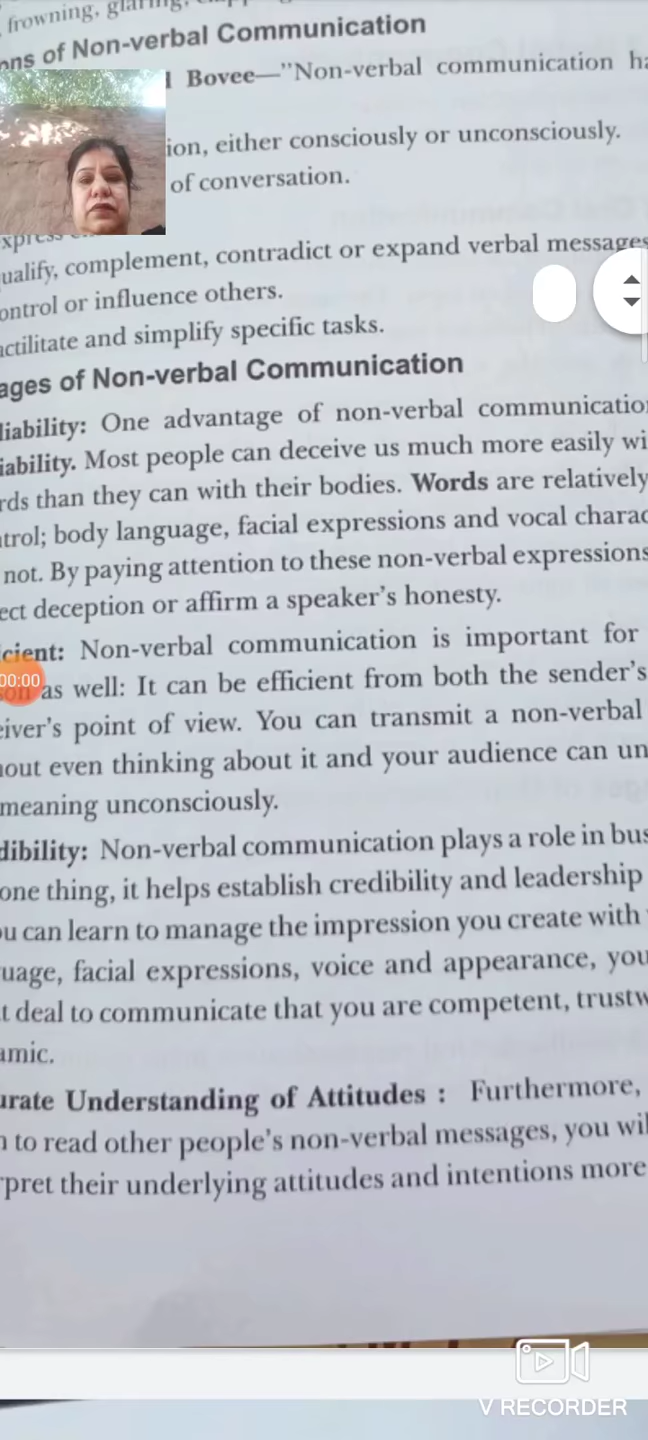 frowning, glaring,
ons of Non-verbal Communication
l Bovee—"Non-verbal communication ha
ion, either consciously or unconsciously.
of conversation.
xpress
ualify, complement, contradict or expand verbal messages
ontrol or influence others.
actilitate and simplify specific tasks.
ages of Non-verbal Communication
liability: One advantage of non-verbal communicatio
iability. Most people can deceive us much more easily wi
rds than they can with their bodies. Words are relatively
ntrol; body language, facial expressions and vocal charac
not. By paying attention to these non-verbal expressions
ect deception or affirm a speaker's honesty.
cient: Non-verbal communication is important for
00:00
son as well: It can be efficient from both the sender's
eiver's point of view. You can transmit a non-verbal
hout even thinking about it and your audience can un
meaning unconsciously.
dibility: Non-verbal communication plays a role in bus
one thing, it helps establish credibility and leadership
ou can learn to manage the impression you create with
uage, facial expressions, voice and appearance, you
t deal to communicate that you are competent, trustw
amic.
urate Understanding of Attitudes : Furthermore,
n to read other people's non-verbal messages, you wil
rpret their underlying attitudes and intentions more
V RECORDER